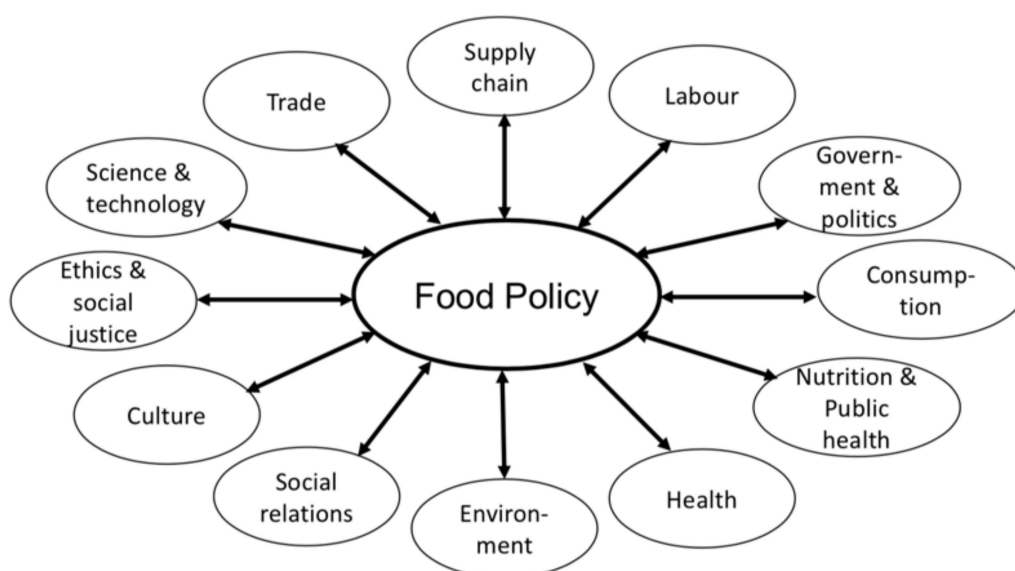 Supply
chain
Trade
Labour
Science &
technology
Govern-
ment &
politics
Ethics &
social
justice
Food Policy
Consump-
tion
Culture
Nutrition &
Public
health
Social
relations
Environ-
ment
Health